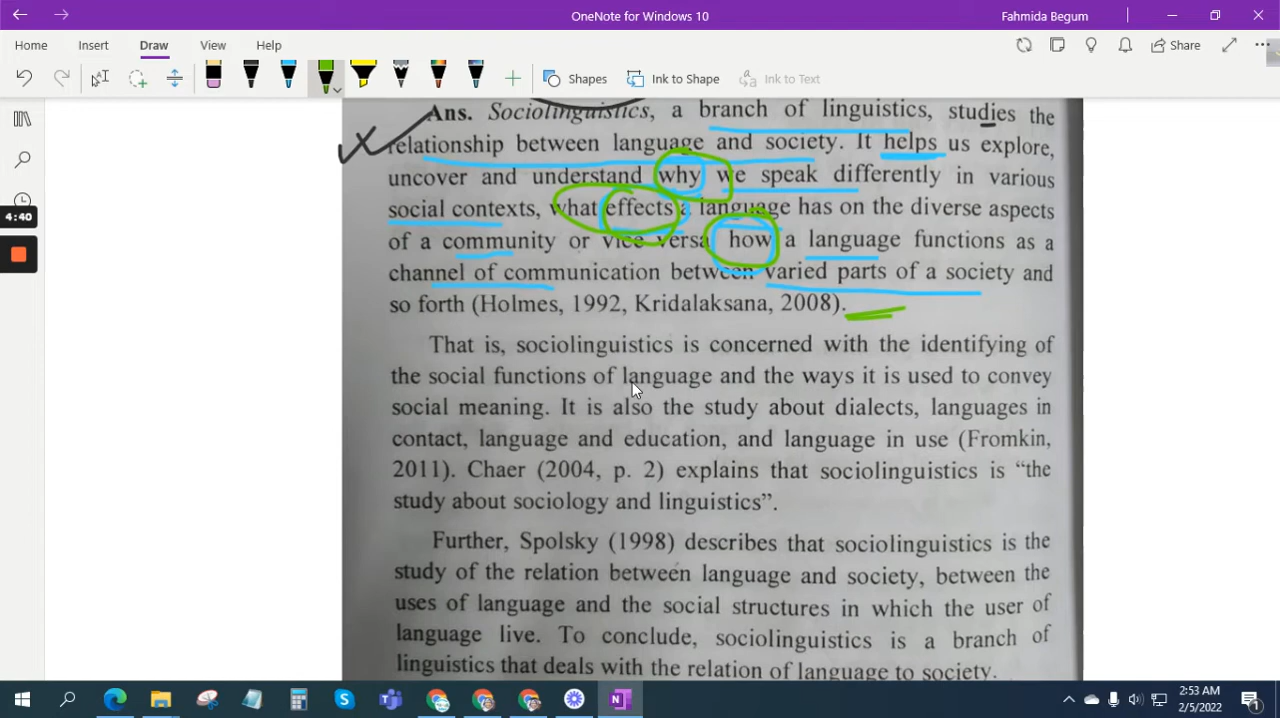 OneNote for Windows 10
Fahmida Begum
Home Insert Draw View Help
Share
Shapes Ink to Shape Ink to Text
4:40
Ans. Sociolinguistics, a branch of linguistics, studies the
relationship between language and society. It helps us explore,
uncover and understand why we speak differently in various
social contexts, what effects a language has on the diverse aspects
of a community or vice versa how a language functions as a
channel of communication between varied parts of a society and
so forth (Holmes, 1992, Kridalaksana, 2008).
That is, sociolinguistics is concerned with the identifying of
the social functions of language and the ways it is used to convey
social meaning. It is also the study about dialects, languages in
contact, language and education, and language in use (Fromkin,
2011). Chaer (2004, p. 2) explains that sociolinguistics is “the
study about sociology and linguistics”.
Further, Spolsky (1998) describes that sociolinguistics is the
study of the relation between language and society, between the
uses of language and the social structures in which the user of
language live. To conclude, sociolinguistics is a branch of
linguistics that deals with the relation of language to society.
2:53 AM
2/5/2022